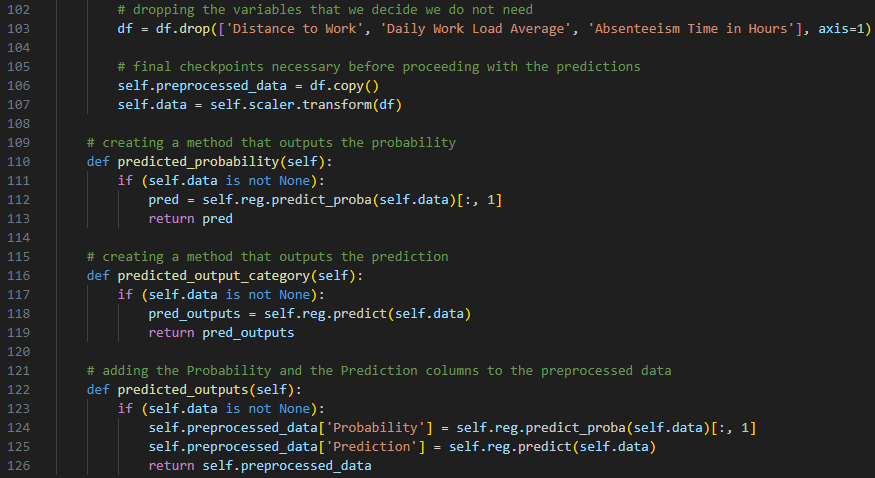 102 # dropping the variables that we decide we do not need
103 df = df.drop(['Distance to Work', 'Daily Work Load Average', 'Absenteeism Time in Hours'], axis=1)
104
105 # final checkpoints necessary before proceeding with the predictions
106 self.preprocessed_data = df.copy()
107 self.data = self.scaler.transform(df)
108
109 # creating a method that outputs the probability
110 def predicted_probability(self):
111 if (self.data is not None):
112 pred = self.reg.predict_proba(self.data)[:, 1]
113 return pred
114
115 # creating a method that outputs the prediction
116 def predicted_output_category(self):
117 if (self.data is not None):
118 pred_outputs = self.reg.predict(self.data)
119 return pred_outputs
120
121 # adding the Probability and the Prediction columns to the preprocessed data
122 def predicted_outputs(self):
123 if (self.data is not None):
124 self.preprocessed_data['Probability'] = self.reg.predict_proba(self.data)[:, 1]
125 self.preprocessed_data['Prediction'] = self.reg.predict(self.data)
126 return self.preprocessed_data